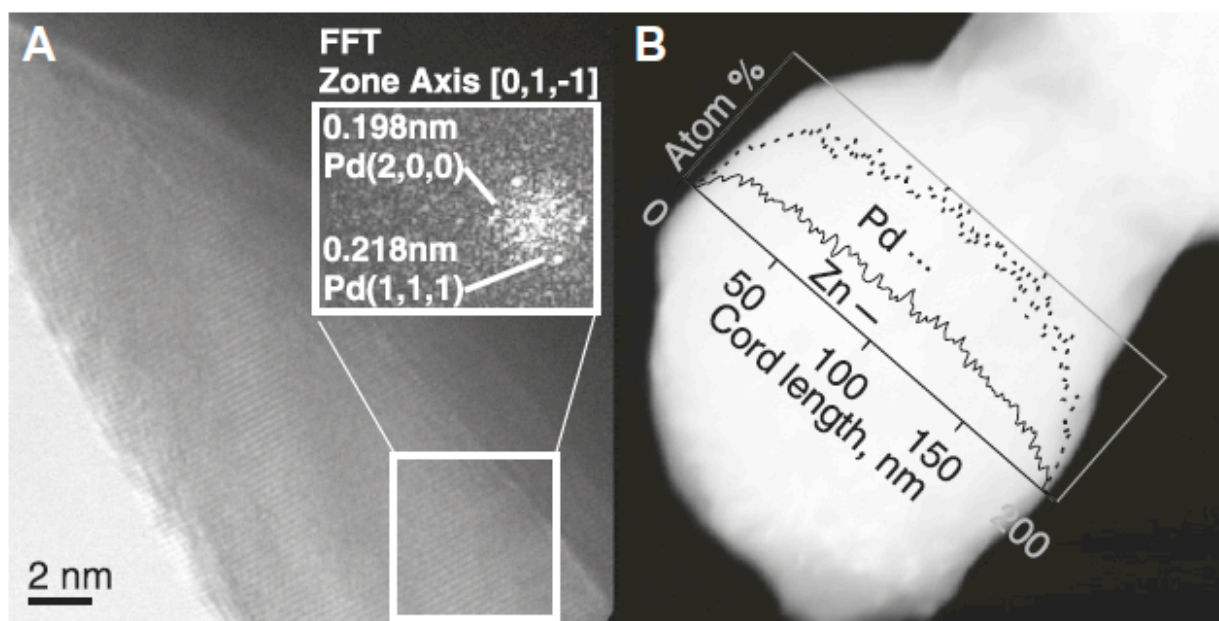 A
FFT
Zone Axis [0,1,-1]
0.198nm
Pd(2,0,0)
0.218nm
Pd(1,1,1)
2 nm
B
Atom %
Pd ...
Zn —
0
50
100
150
200
Cord length, nm